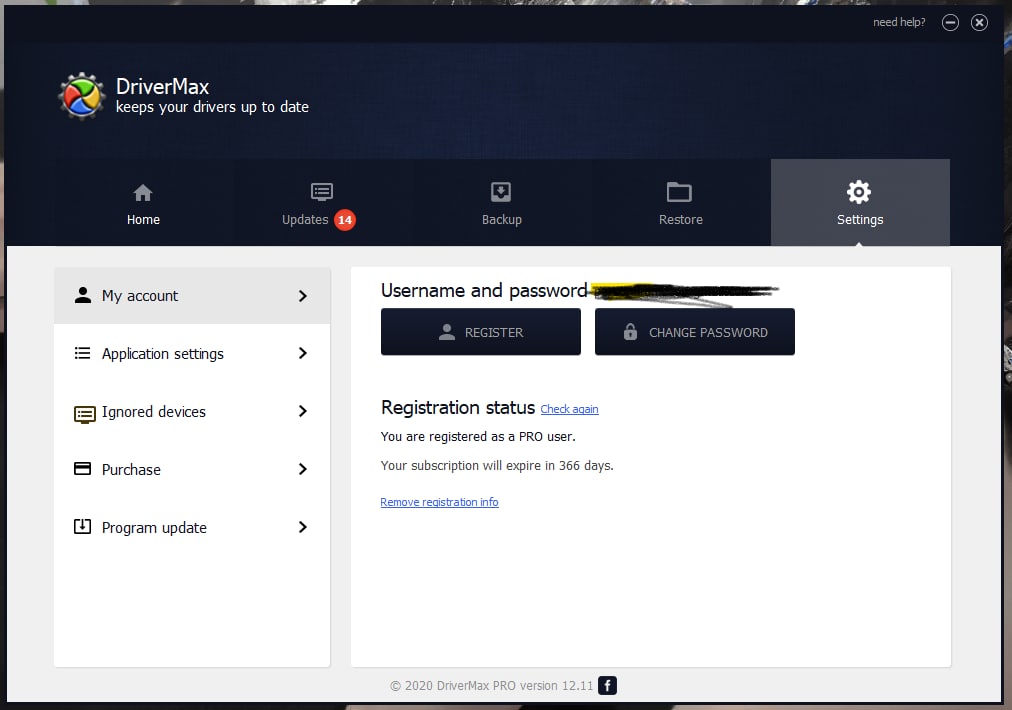 need help?
DriverMax
keeps your drivers up to date
Home
Updates 14
Backup
Restore
Settings
My account
Application settings
Ignored devices
Purchase
Program update
Username and password
REGISTER
CHANGE PASSWORD
Registration status Check again
You are registered as a PRO user.
Your subscription will expire in 366 days.
Remove registration info
© 2020 DriverMax PRO version 12.11 f